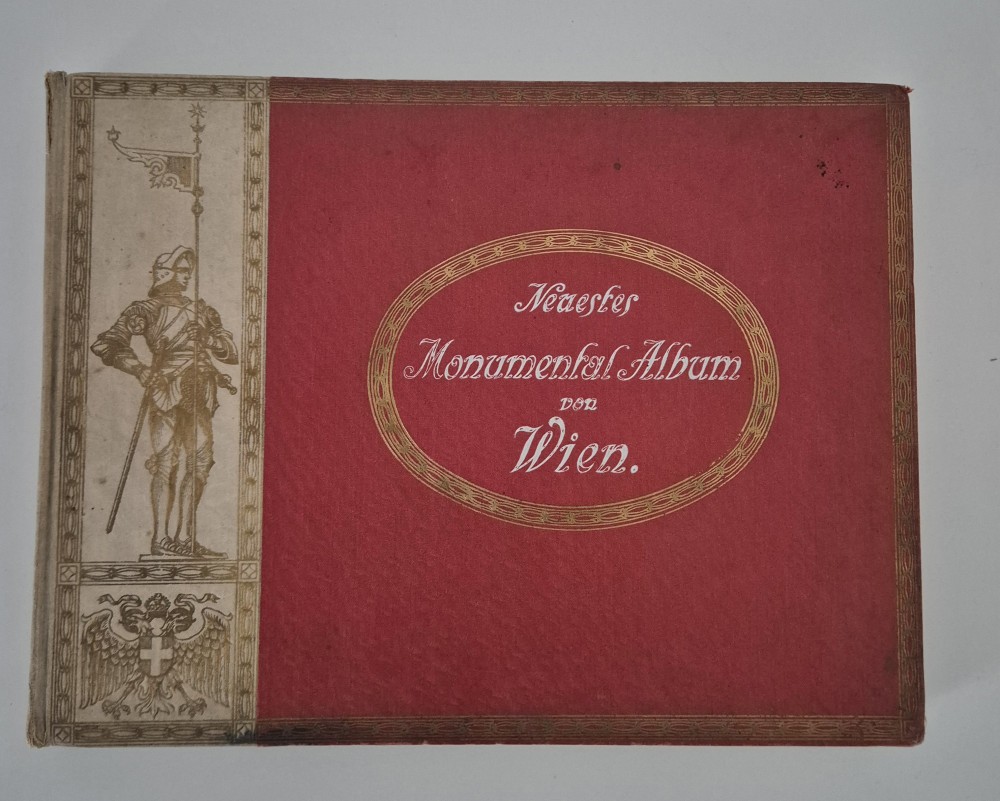 Neuestes
Monumental Album
von
Wien.